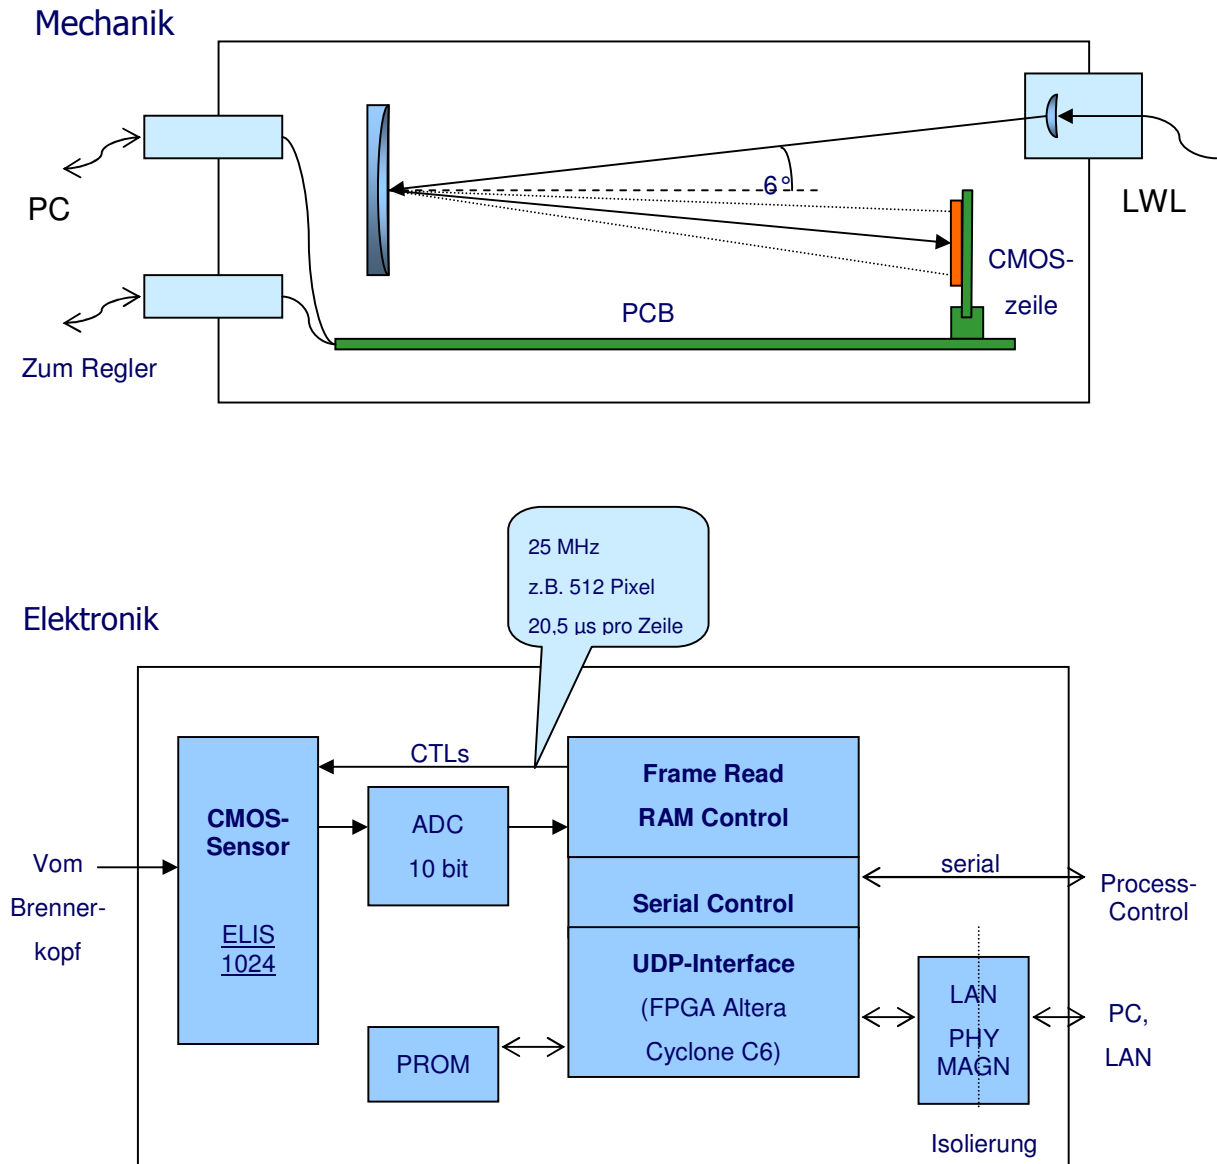 Mechanik
PC
Zum Regler
6°
PCB
CMOS-
zeile
LWL
25 MHz
z.B. 512 Pixel
20,5 µs pro Zeile
Elektronik
Vom
Brenner-
kopf
CMOS-
Sensor
ELIS
1024
CTLs
ADC
10 bit
Frame Read
RAM Control
Serial Control
UDP-Interface
(FPGA Altera
Cyclone C6)
PROM
serial
Process-
Control
LAN
PHY
MAGN
PC,
LAN
Isolierung